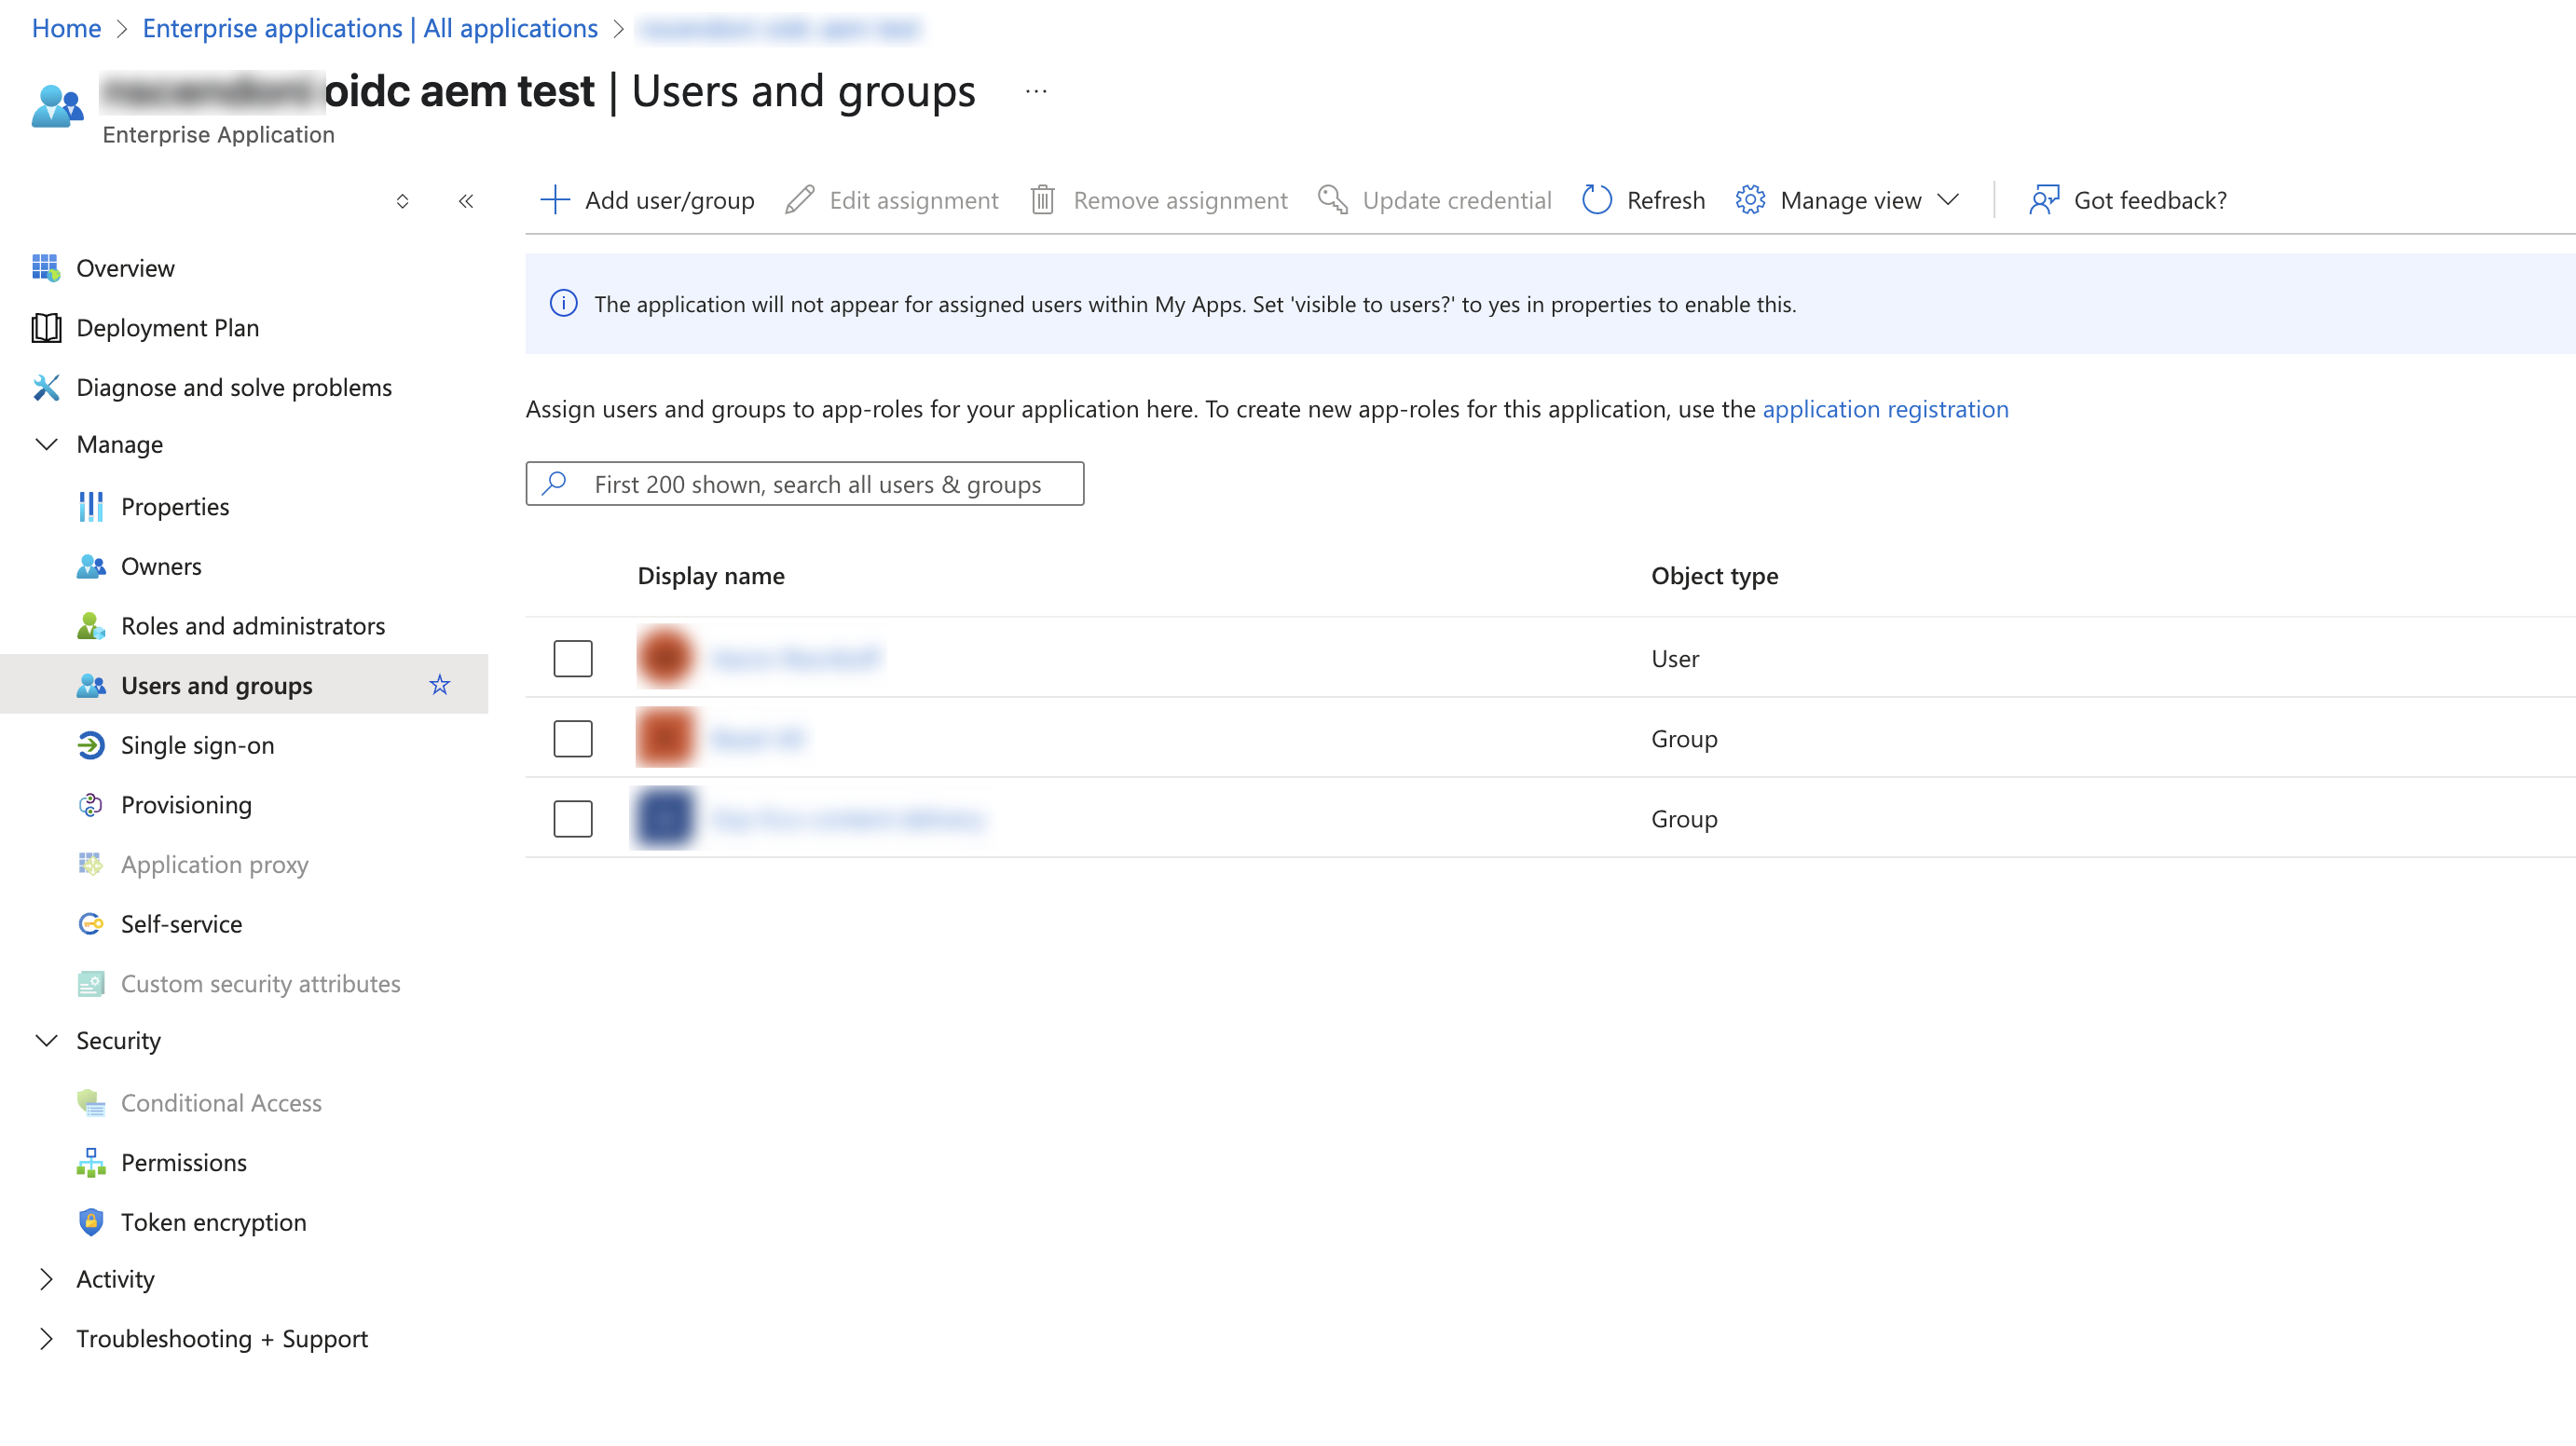 Home > Enterprise applications | All applications >
oidc aem test | Users and groups ...
Enterprise Application
Add user/group Edit assignment Remove assignment Update credential Refresh Manage view Got feedback?
Overview
Deployment Plan
Diagnose and solve problems
Manage
Properties
Owners
Roles and administrators
Users and groups
Single sign-on
Provisioning
Application proxy
Self-service
Custom security attributes
Security
Conditional Access
Permissions
Token encryption
Activity
Troubleshooting + Support
The application will not appear for assigned users within My Apps. Set 'visible to users?' to yes in properties to enable this.
Assign users and groups to app-roles for your application here. To create new app-roles for this application, use the application registration
First 200 shown, search all users & groups
Display name Object type
User
Group
Group